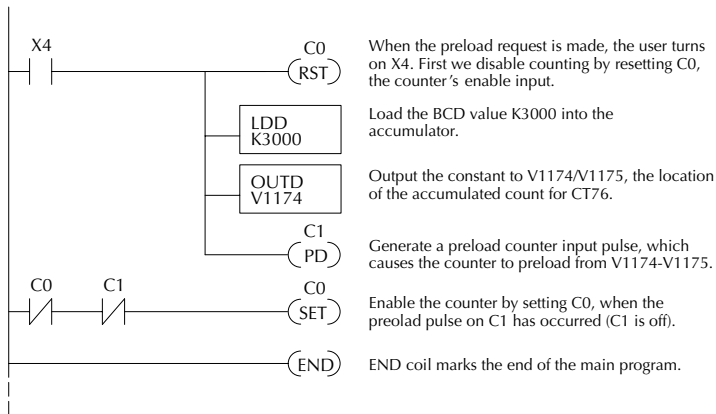 X4
C0
RST
When the preload request is made, the user turns
on X4. First we disable counting by resetting C0,
the counter's enable input.
LDD
K3000
Load the BCD value K3000 into the
accumulator.
OUTD
V1174
Output the constant to V1174/V1175, the location
of the accumulated count for CT76.
C1
PD
Generate a preload counter input pulse, which
causes the counter to preload from V1174-V1175.
C0
C1
C0
SET
Enable the counter by setting C0, when the
preolad pulse on C1 has occurred (C1 is off).
END
END coil marks the end of the main program.